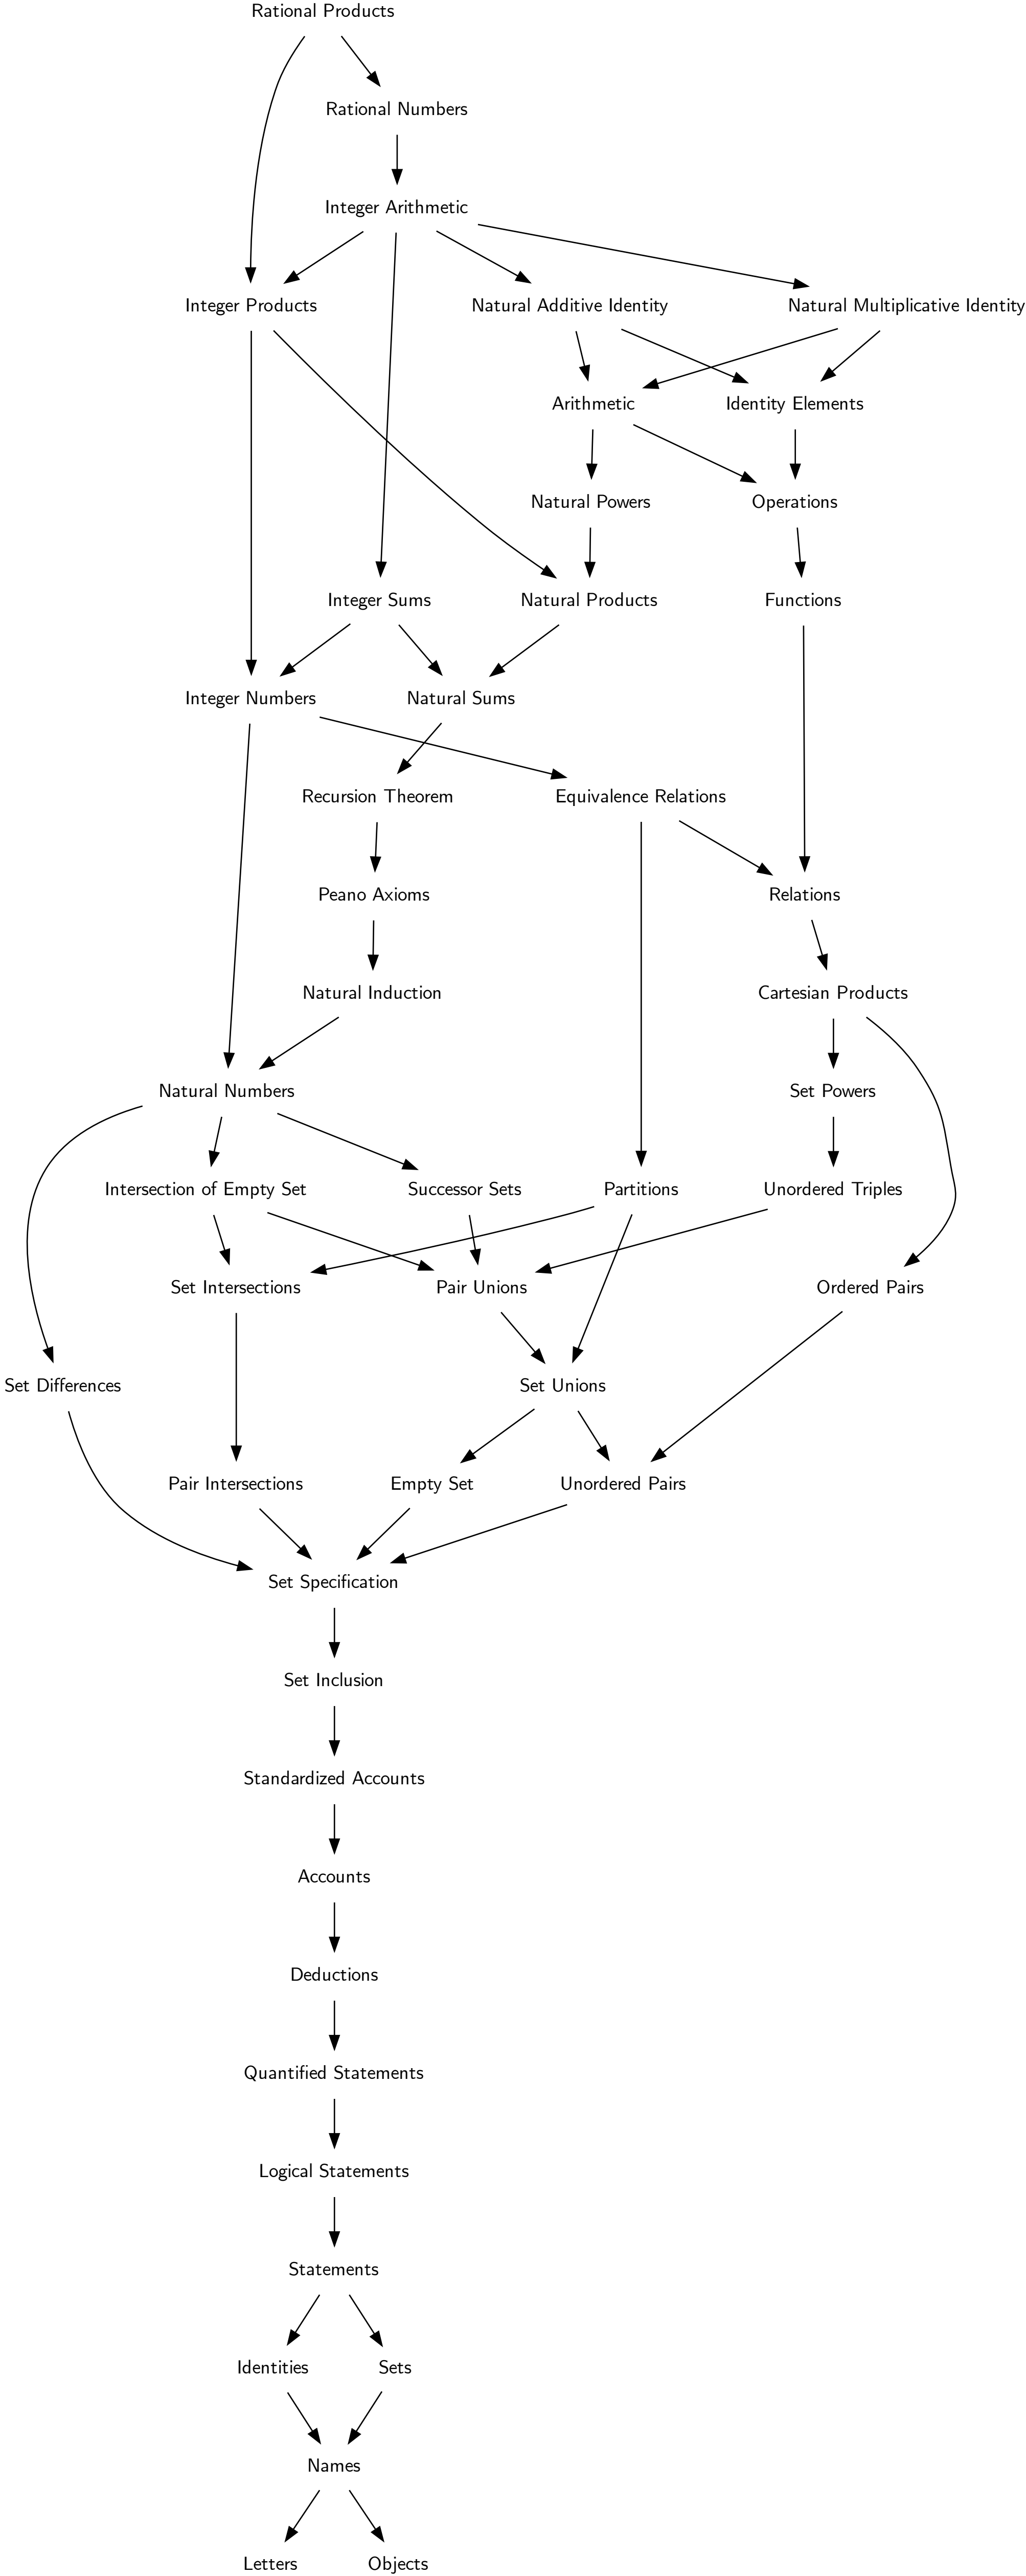 Rational Products
Rational Numbers
Integer Arithmetic
Integer Products
Natural Additive Identity
Natural Multiplicative Identity
Arithmetic
Identity Elements
Natural Powers
Operations
Integer Sums
Natural Products
Functions
Integer Numbers
Natural Sums
Recursion Theorem
Equivalence Relations
Peano Axioms
Relations
Natural Induction
Cartesian Products
Natural Numbers
Set Powers
Intersection of Empty Set
Successor Sets
Partitions
Unordered Triples
Set Intersections
Pair Unions
Ordered Pairs
Set Differences
Set Unions
Pair Intersections
Empty Set
Unordered Pairs
Set Specification
Set Inclusion
Standardized Accounts
Accounts
Deductions
Quantified Statements
Logical Statements
Statements
Identities
Sets
Names
Letters
Objects